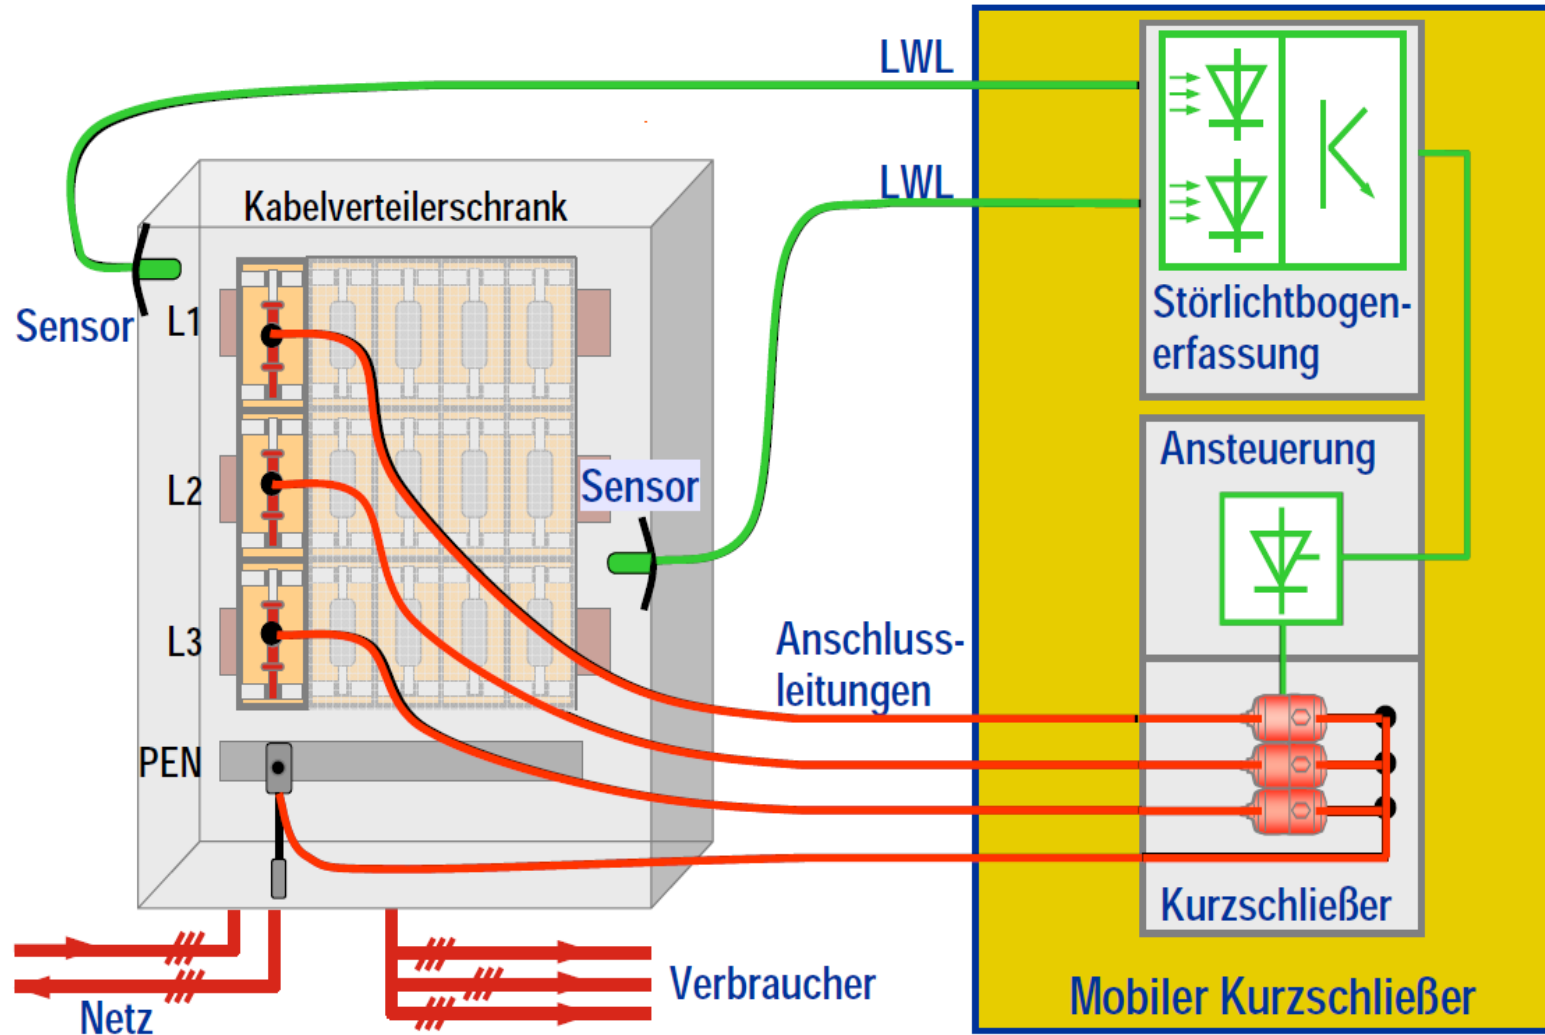 LWL
LWL
Kabelverteilerschrank
Sensor
L1
Störlichtbogen-
erfassung
Ansteuerung
L2
Sensor
L3
Anschluss-
leitungen
PEN
Kurzschließer
Verbraucher
Netz
Mobiler Kurzschließer